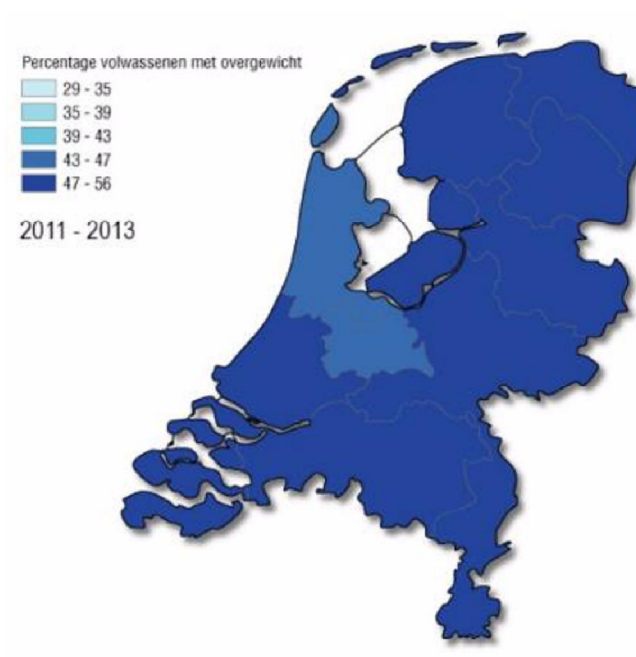 Percentage volwassenen met overgewicht
29 - 35
35 - 39
39 - 43
43 - 47
47 - 56
2011 - 2013